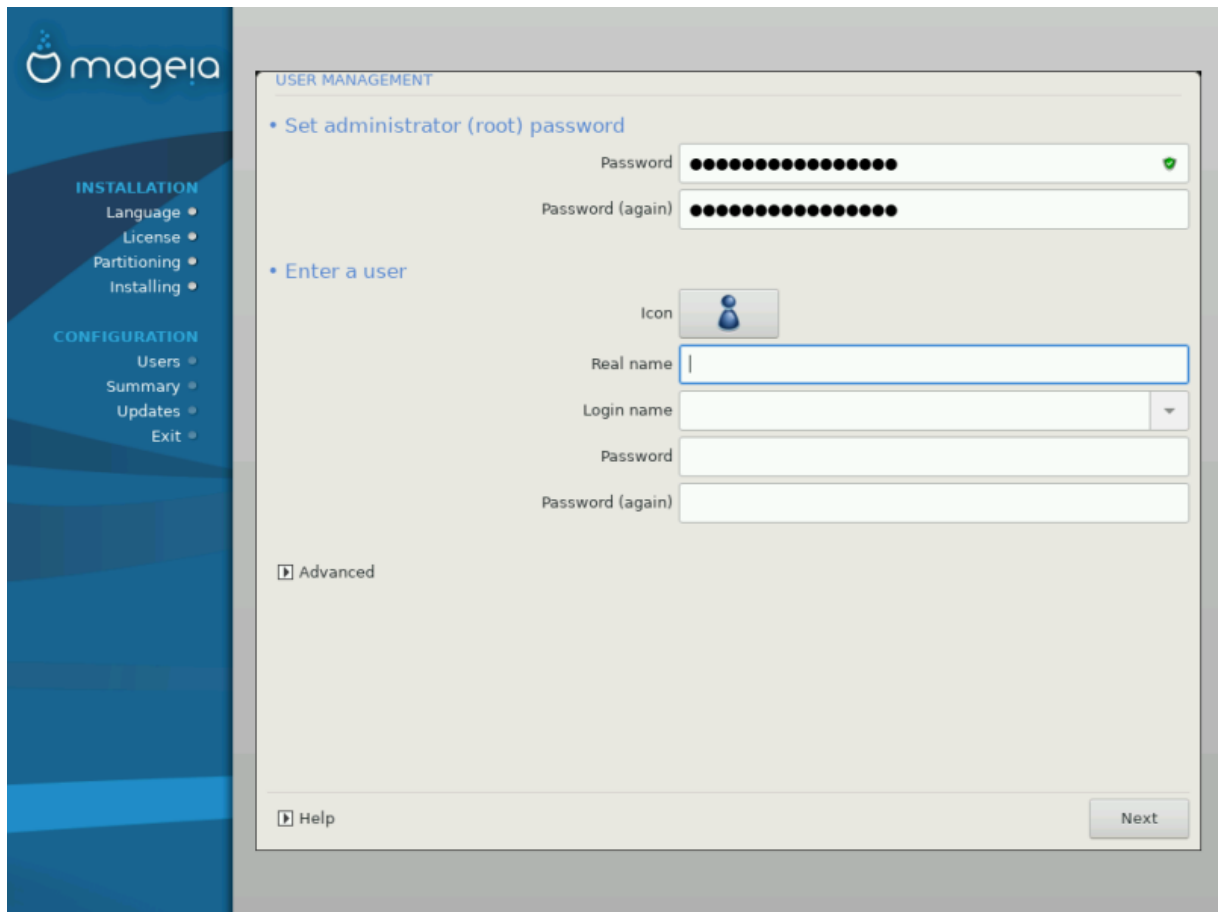 mageia
INSTALLATION
Language
License
Partitioning
Installing
CONFIGURATION
Users
Summary
Updates
Exit
USER MANAGEMENT
• Set administrator (root) password
Password ●●●●●●●●●●●●●●●●
Password (again) ●●●●●●●●●●●●●●●●
• Enter a user
Icon
Real name
Login name
Password
Password (again)
Advanced
Help
Next